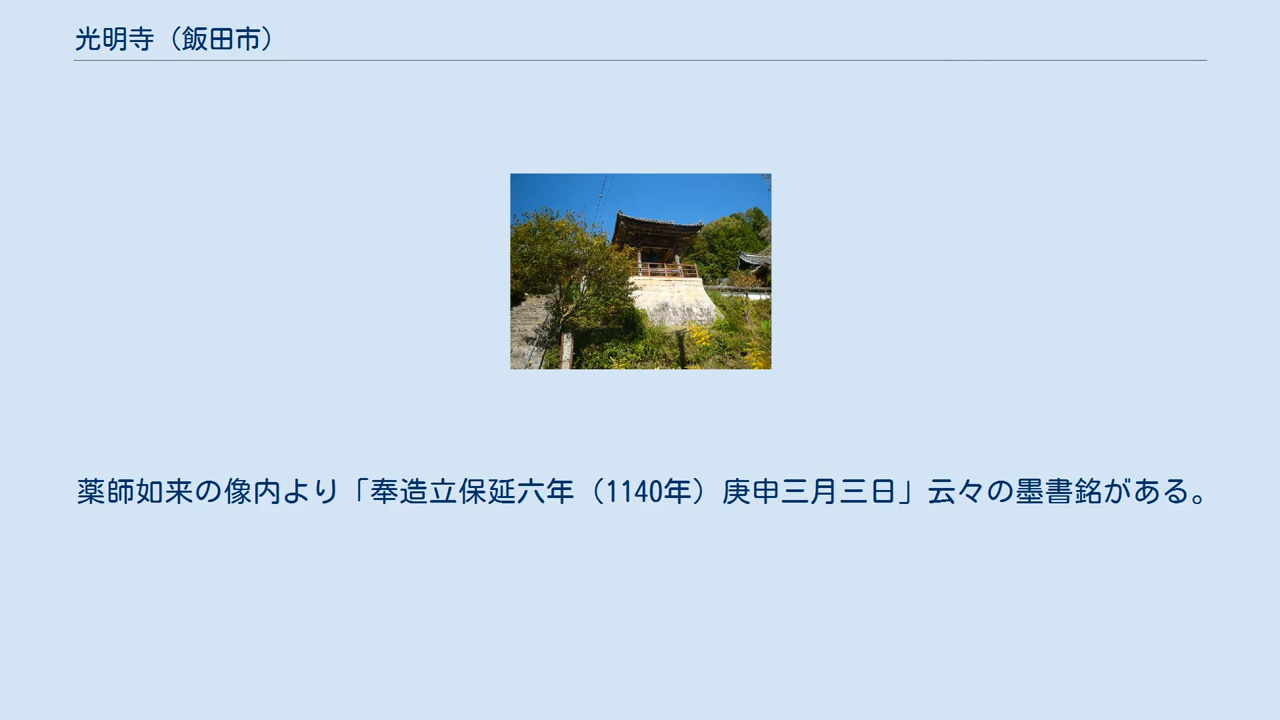 光明寺（飯田市）
薬師如来の像内より「奉造立保延六年（1140年）庚申三月三日」云々の墨書銘がある。